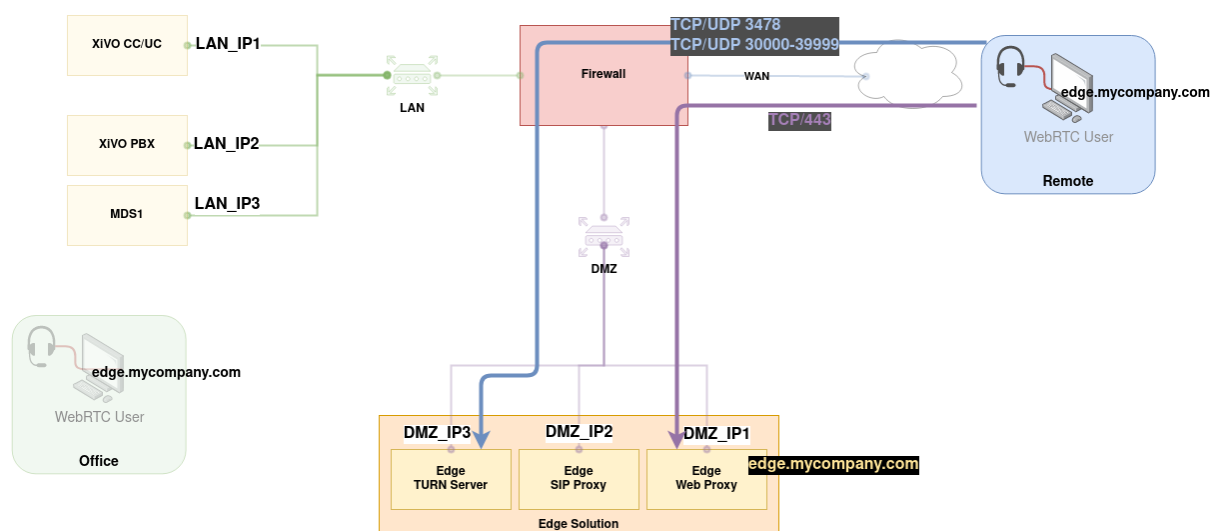 TCP/UDP 3478
TCP/UDP 30000-39999
XiVO CC/UC
LAN_IP1
LAN
Firewall
WAN
edge.mycompany.com
TCP/443
WebRTC User
Remote
XiVO PBX
LAN_IP2
MDS1
LAN_IP3
DMZ
edge.mycompany.com
WebRTC User
Office
DMZ_IP3
DMZ_IP2
DMZ_IP1
edge.mycompany.com
Edge
TURN Server
Edge
SIP Proxy
Edge
Web Proxy
Edge Solution